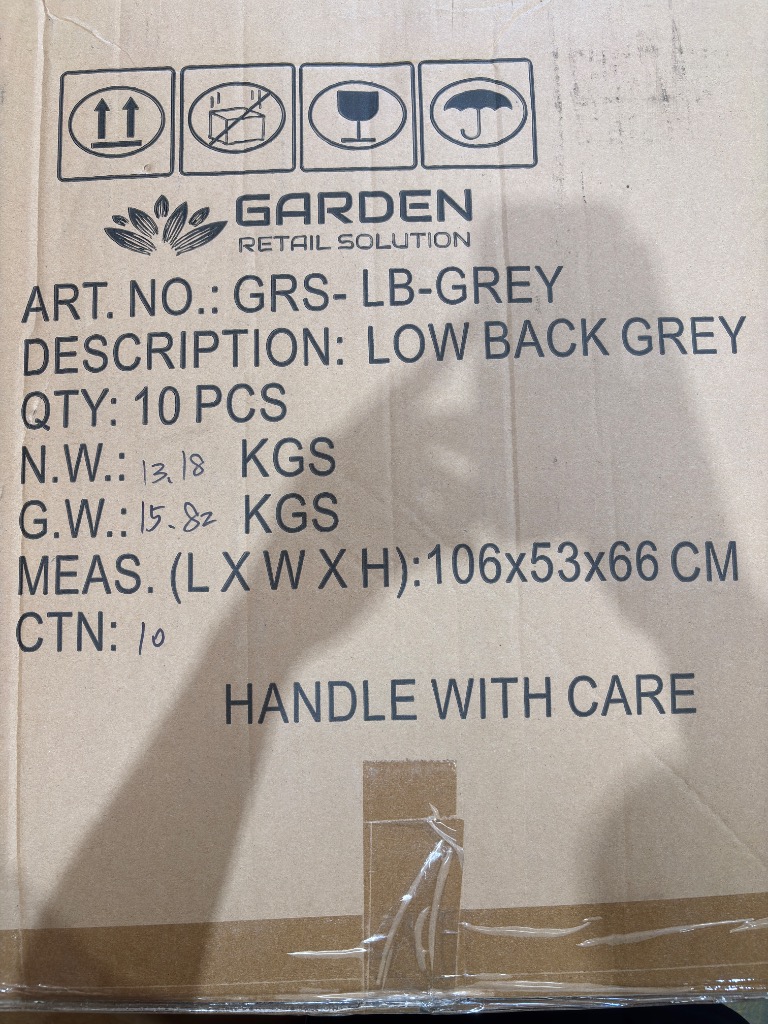 GARDEN
RETAIL SOLUTION
ART. NO.: GRS- LB-GREY
DESCRIPTION: LOW BACK GREY
QTY: 10 PCS
N.W.: 13.18 KGS
G.W.: 15.82 KGS
MEAS. (L X W X H):106x53x66 CM
CTN: 10
HANDLE WITH CARE